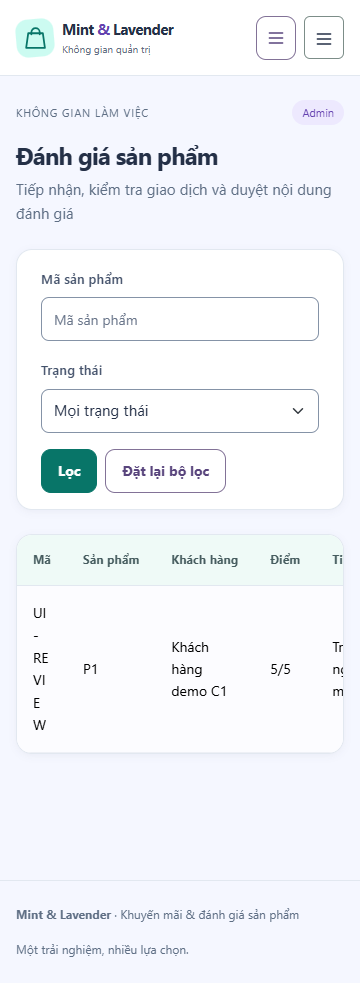 Mint & Lavender
Không gian quản trị
KHÔNG GIAN LÀM VIỆC
Admin
Đánh giá sản phẩm
Tiếp nhận, kiểm tra giao dịch và duyệt nội dung
đánh giá
Mã sản phẩm
Mã sản phẩm
Trạng thái
Mọi trạng thái
Lọc
Đặt lại bộ lọc
Mã Sản phẩm Khách hàng Điểm
UI
-
RE
VI
E
W
P1
Khách
hàng
demo C1
5/5
Mint & Lavender · Khuyến mãi & đánh giá sản phẩm
Một trải nghiệm, nhiều lựa chọn.